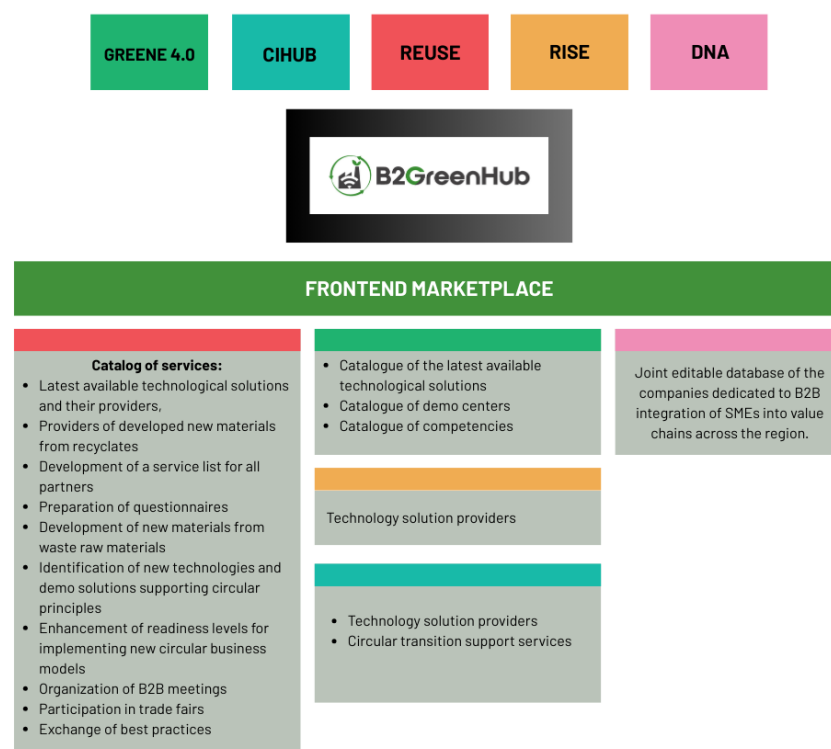 GREENE 4.0
CIHUB
REUSE
RISE
DNA
B2GreenHub
FRONTEND MARKETPLACE
Catalog of services:
• Latest available technological solutions
and their providers,
• Providers of developed new materials
from recyclates
• Development of a service list for all
partners
• Preparation of questionnaires
• Development of new materials from
waste raw materials
• Identification of new technologies and
demo solutions supporting circular
principles
• Enhancement of readiness levels for
implementing new circular business
models
• Organization of B2B meetings
• Participation in trade fairs
• Exchange of best practices
• Catalogue of the latest available
technological solutions
• Catalogue of demo centers
• Catalogue of competencies
Technology solution providers
• Technology solution providers
• Circular transition support services
Joint editable database of the
companies dedicated to B2B
integration of SMEs into value
chains across the region.